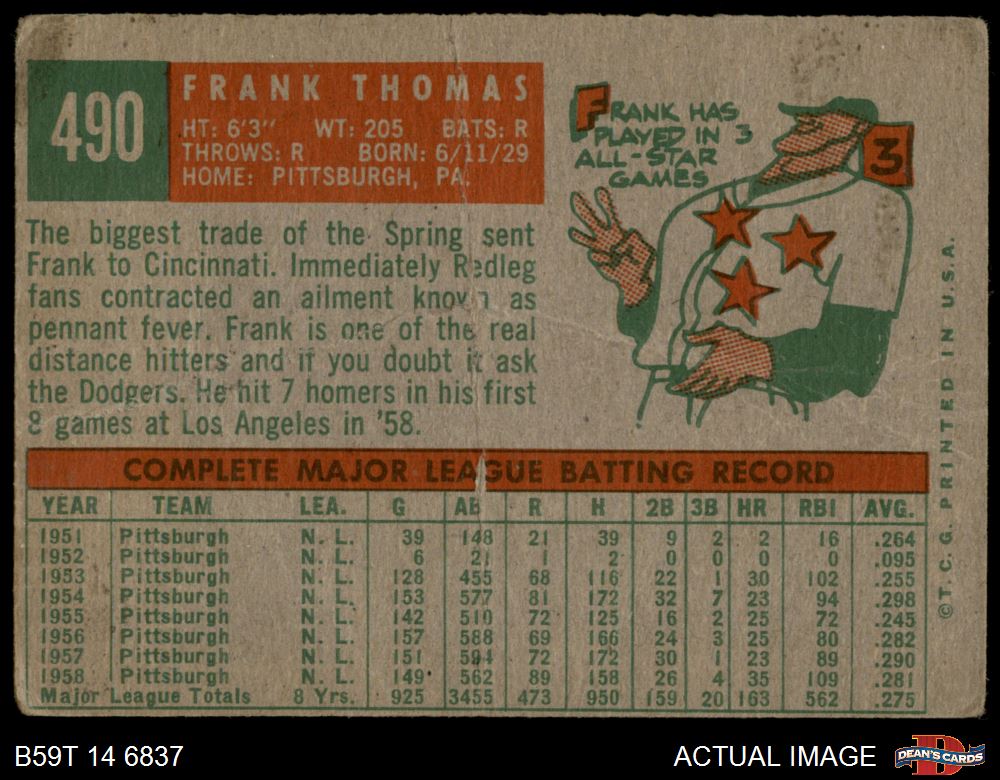 490
FRANK THOMAS
HT: 6'3" WT: 205 BATS: R
THROWS: R BORN: 6/11/29
HOME: PITTSBURGH, PA.
FRANK HAS
PLAYED IN 3
ALL-STAR
GAMES
3
The biggest trade of the Spring sent
Frank to Cincinnati. Immediately Redleg
fans contracted an ailment known as
pennant fever. Frank is one of the real
distance hitters and if you doubt it ask
the Dodgers. He hit 7 homers in his first
8 games at Los Angeles in '58.
COMPLETE MAJOR LEAGUE BATTING RECORD
YEAR TEAM LEA. G AB R H 2B 3B HR RBI AVG.
1951 Pittsburgh N. L. 39 148 21 39 9 2 2 16 .264
1952 Pittsburgh N. L. 6 21 1 2 0 0 0 0 .095
1953 Pittsburgh N. L. 128 455 68 116 22 1 30 102 .255
1954 Pittsburgh N. L. 153 577 81 172 32 7 23 94 .298
1955 Pittsburgh N. L. 142 510 72 125 16 2 25 72 .245
1956 Pittsburgh N. L. 157 588 69 166 24 3 25 80 .282
1957 Pittsburgh N. L. 151 594 72 172 30 1 23 89 .290
1958 Pittsburgh N. L. 149 562 89 158 26 4 35 109 .281
Major League Totals 8 Yrs. 925 3455 473 950 159 20 163 562 .275
© T. C. G. PRINTED IN U.S.A.
B59T 14 6837
ACTUAL IMAGE
DEAN'S CARDS